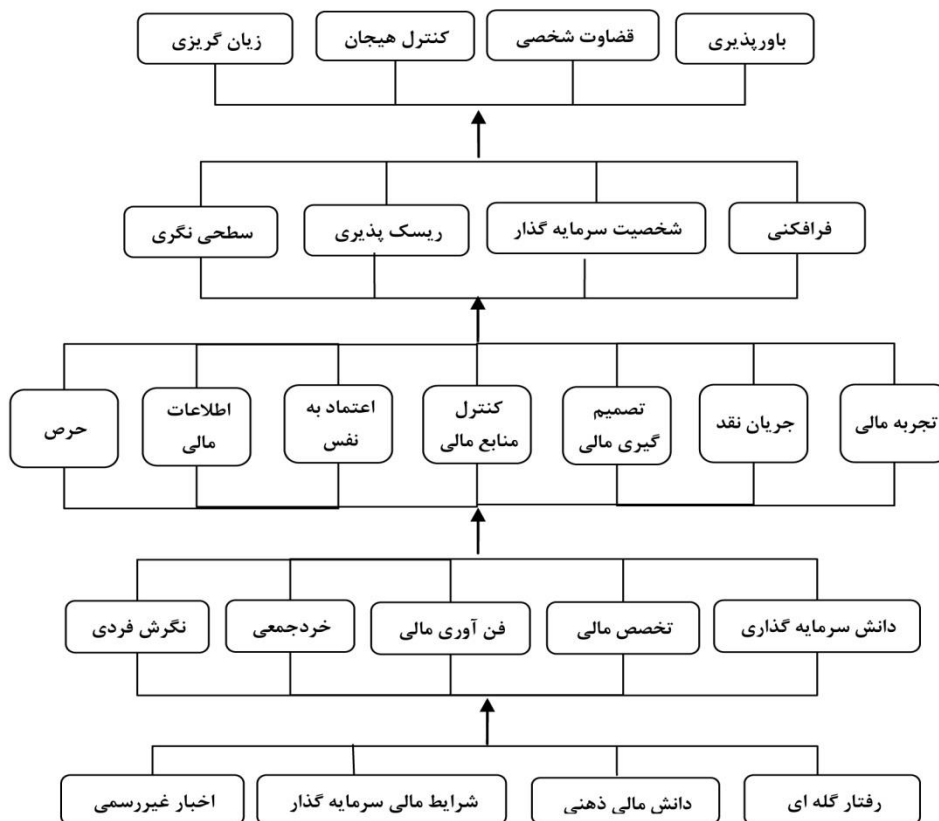 باورپذیری
قضاوت شخصی
کنترل هیجان
زیان گریزی
فرافکنی
شخصیت سرمایه گذار
ریسک پذیری
سطحی نگری
تجربه مالی
جریان نقد
تصمیم
گیری مالی
کنترل
منابع مالی
اعتماد به
نفس
اطلاعات
مالی
حرص
دانش سرمایه گذاری
تخصص مالی
فن آوری مالی
خردجمعی
نگرش فردی
رفتار گله ای
دانش مالی ذهنی
شرایط مالی سرمایه گذار
اخبار غیررسمی